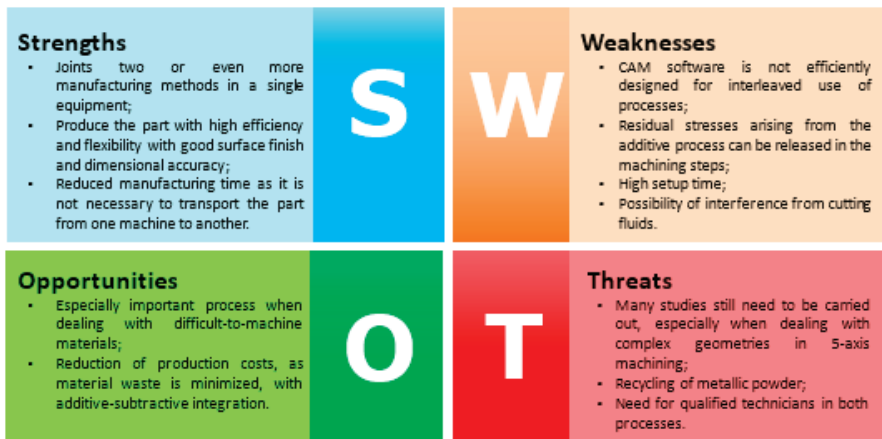 Strengths
• Joints two or even more
manufacturing methods in a single
equipment;
• Produce the part with high efficiency
and flexibility with good surface finish
and dimensional accuracy;
• Reduced manufacturing time as it is
not necessary to transport the part
from one machine to another.
S
W
Weaknesses
• CAM software is not efficiently
designed for interleaved use of
processes;
• Residual stresses arising from the
additive process can be released in the
machining steps;
• High setup time;
• Possibility of interference from cutting
fluids.
Opportunities
• Especially important process when
dealing with difficult-to-machine
materials;
• Reduction of production costs, as
material waste is minimized, with
additive-subtractive integration.
O
T
Threats
• Many studies still need to be carried
out, especially when dealing with
complex geometries in 5-axis
machining;
• Recycling of metallic powder;
• Need for qualified technicians in both
processes.